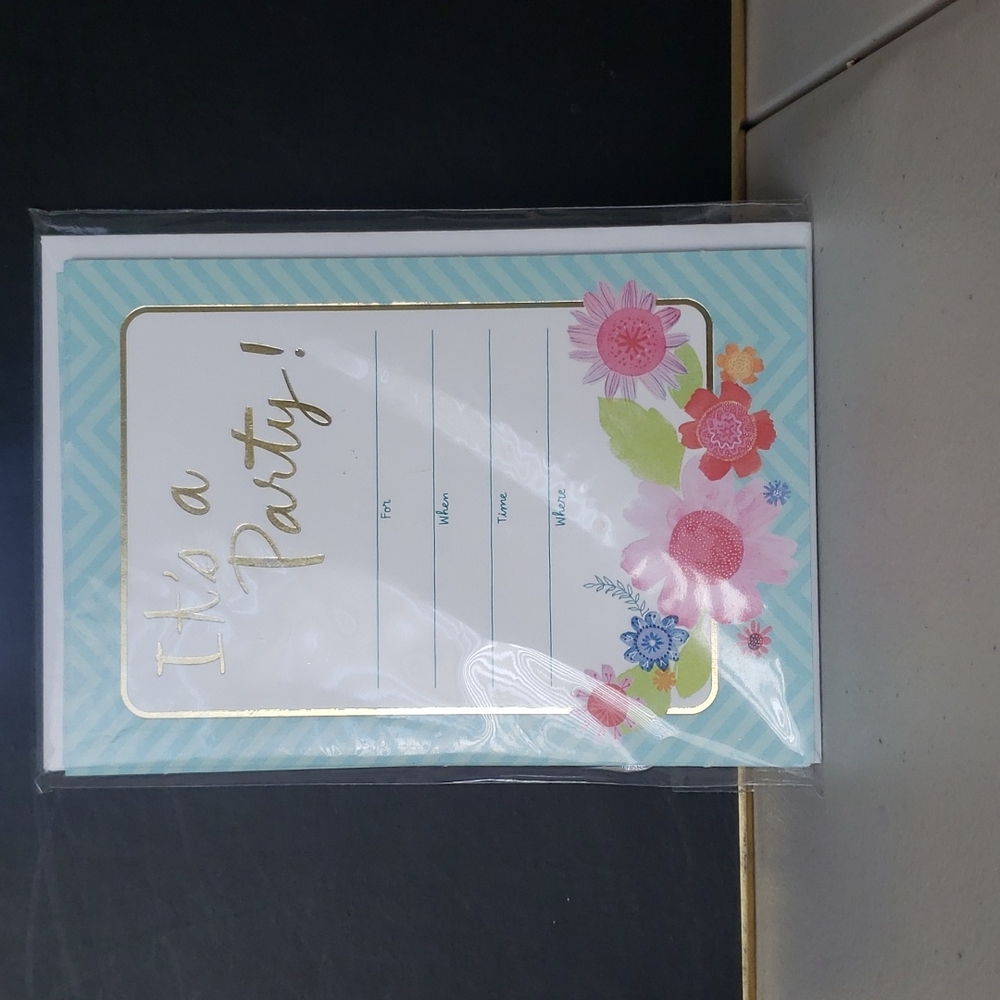 It's a
Party!
For
When
Time
Where